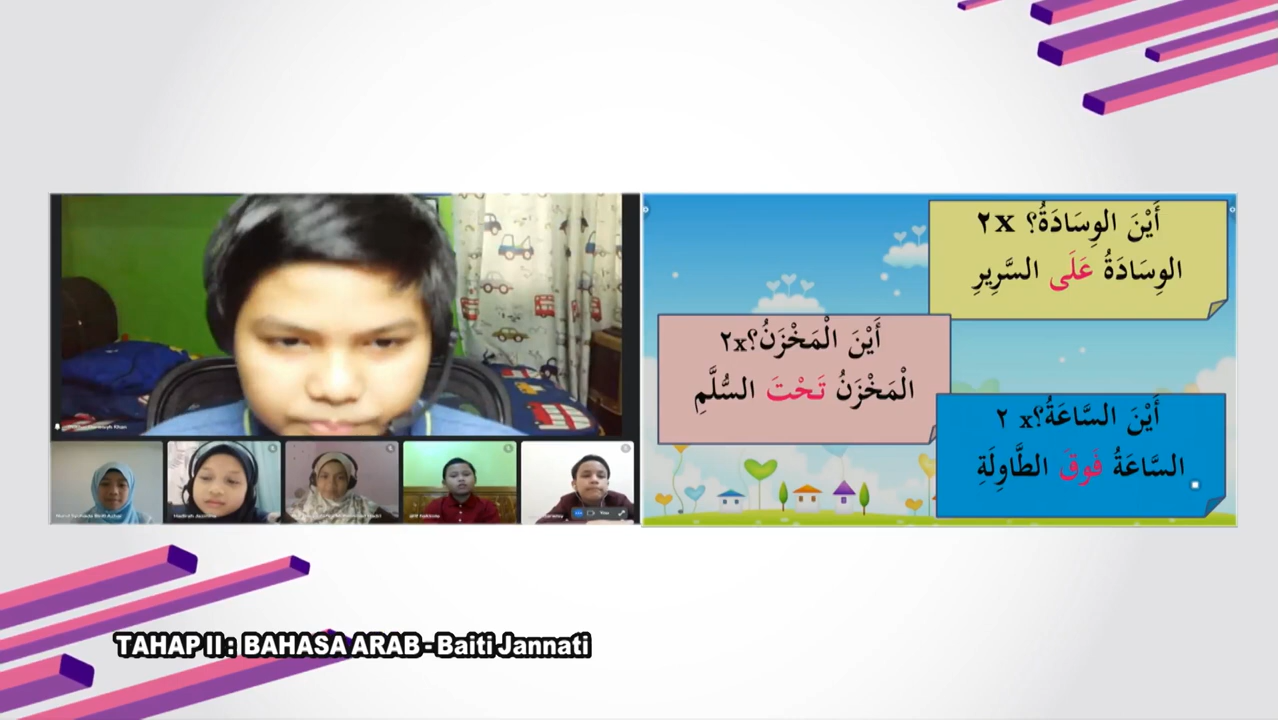 أَيْنَ الوِسَادَةُ؟ ٢x
الوِسَادَةُ عَلَى السَّرِيرِ
أَيْنَ الْمَخْزَنُ؟ ٢x
الْمَخْزَنُ تَحْتَ السُّلَّمِ
أَيْنَ السَّاعَةُ؟ ٢ x
السَّاعَةُ فَوقَ الطَّاوِلَةِ
You
TAHAP II : BAHASA ARAB - Baiti Jannati